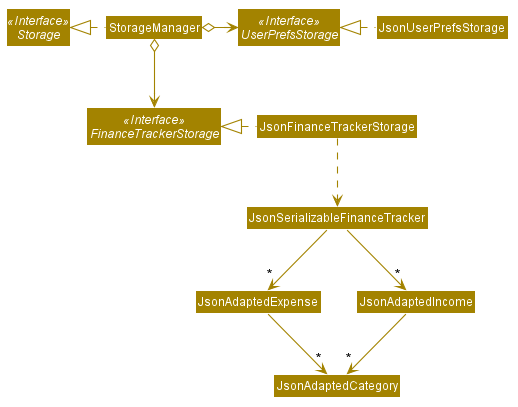 «Interface»
Storage
StorageManager
«Interface»
UserPrefsStorage
JsonUserPrefsStorage
«Interface»
FinanceTrackerStorage
JsonFinanceTrackerStorage
JsonSerializableFinanceTracker
*
*
JsonAdaptedExpense
JsonAdaptedIncome
*
*
JsonAdaptedCategory